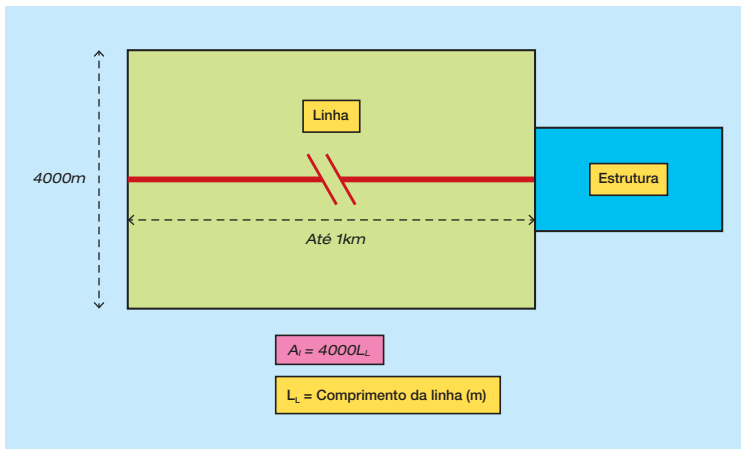 Linha
4000m
Estrutura
Até 1km
Aᵢ = 4000L_L
L_L = Comprimento da linha (m)